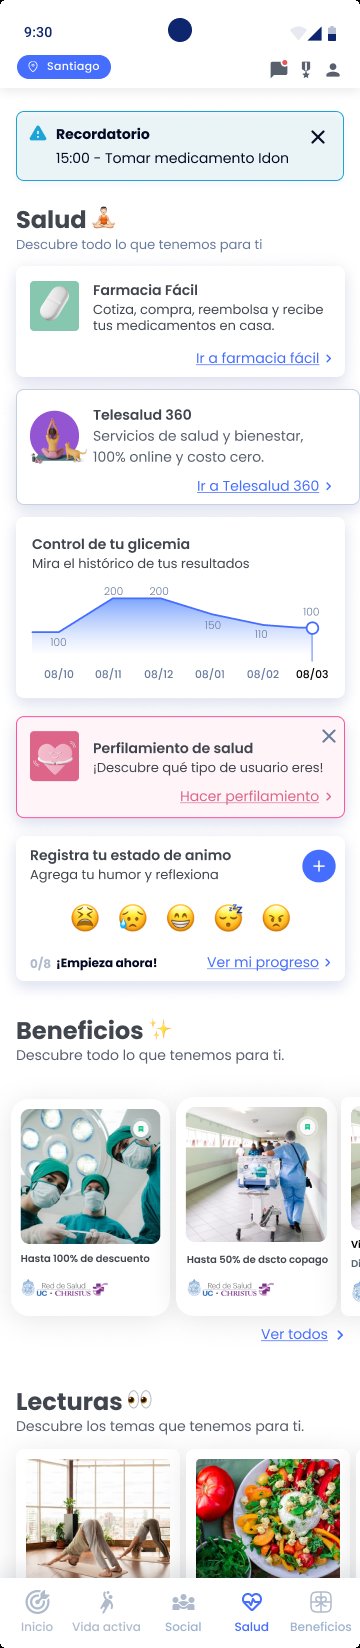 9:30
Santiago
Recordatorio
15:00 - Tomar medicamento Idon
Salud
Descubre todo lo que tenemos para ti
Farmacia Fácil
Cotiza, compra, reembolsa y recibe
tus medicamentos en casa.
Ir a farmacia fácil
Telesalud 360
Servicios de salud y bienestar,
100% online y costo cero.
Ir a Telesalud 360
Control de tu glicemia
Mira el histórico de tus resultados
100
200
200
150
110
100
08/10
08/11
08/12
08/01
08/02
08/03
Perfilamiento de salud
¡Descubre qué tipo de usuario eres!
Hacer perfilamiento
Registra tu estado de animo
Agrega tu humor y reflexiona
0/8 ¡Empieza ahora!
Ver mi progreso
Beneficios
Descubre todo lo que tenemos para ti.
Hasta 100% de descuento
Red de Salud
UC • CHRISTUS
Hasta 50% de dscto copago
Red de Salud
UC • CHRISTUS
Vi
Di
Ver todos
Lecturas
Descubre los temas que tenemos para ti.
Inicio
Vida activa
Social
Salud
Beneficios